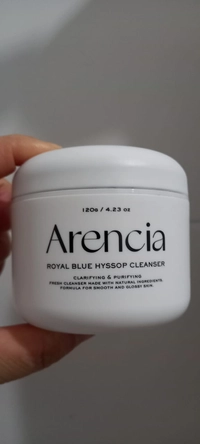 120g / 4.23 oz
Arencia
ROYAL BLUE HYSSOP CLEANSER
CLARIFYING & PURIFYING
FRESH CLEANSER MADE WITH NATURAL INGREDIENTS.
FORMULA FOR SMOOTH AND GLOSSY SKIN.